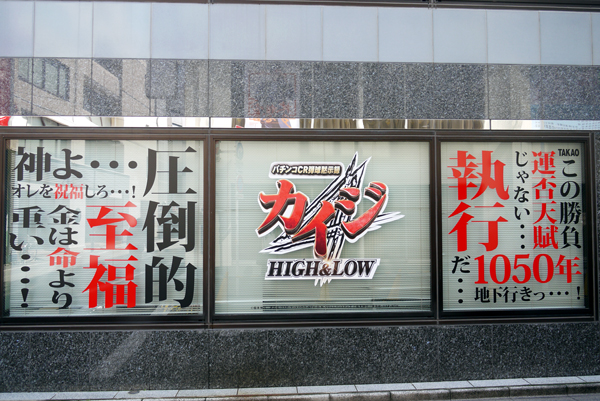 圧倒的
至福
神よ・・・
オレを祝福しろ・・・!
金は命より
重い・・・!
パチンコCR弾球黙示録
カイジ4
HIGH&LOW
TAKAO
この勝負
運否天賦
じゃない・・・
執行だ・・
1050年
地下行きっ・・・!